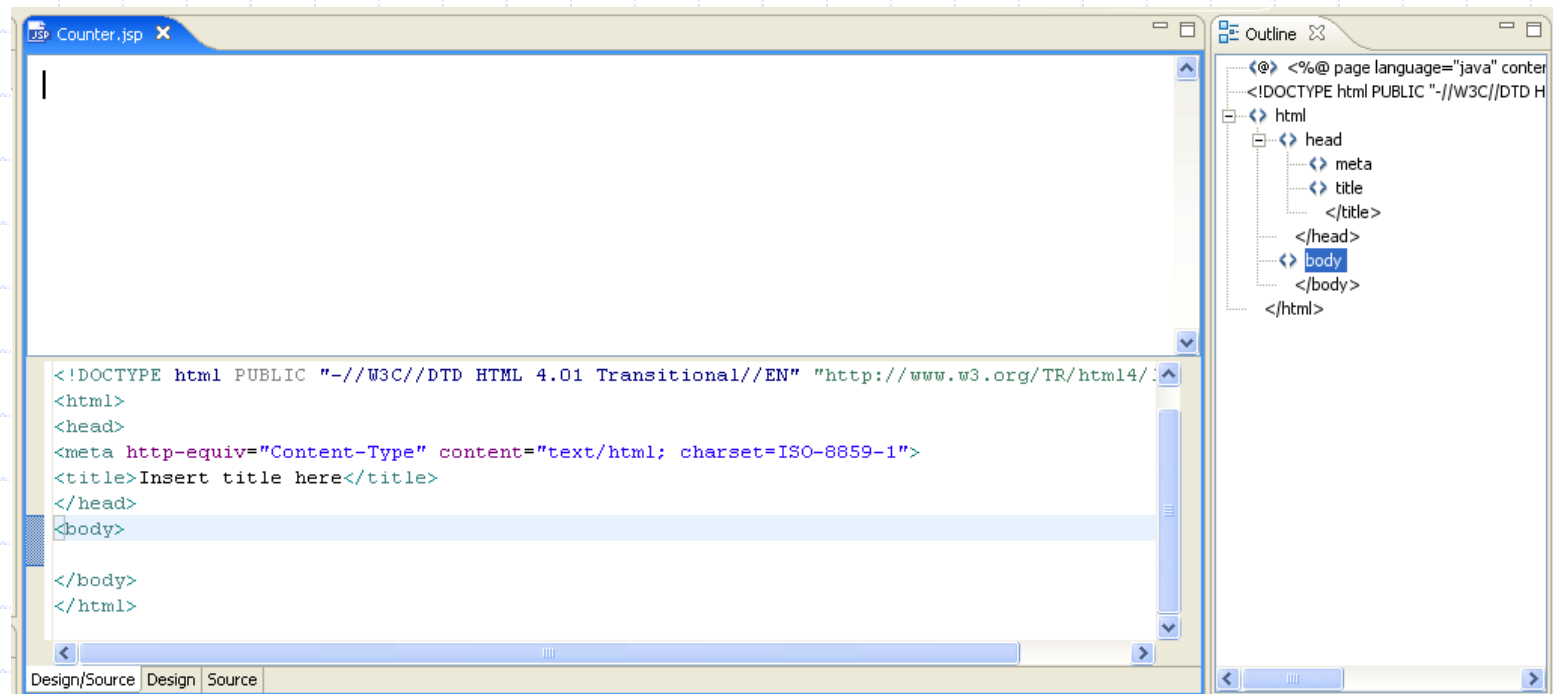 Counter.jsp
<!DOCTYPE html PUBLIC "-//W3C//DTD HTML 4.01 Transitional//EN" "http://www.w3.org/TR/html4/
<html>
<head>
<meta http-equiv="Content-Type" content="text/html; charset=ISO-8859-1">
<title>Insert title here</title>
</head>
<body>
</body>
</html>
Design/Source Design Source
Outline
<@> <%@ page language="java" conter
<!DOCTYPE html PUBLIC "-//W3C//DTD H
<> html
<> head
<> meta
<> title
</title>
</head>
<> body
</body>
</html>